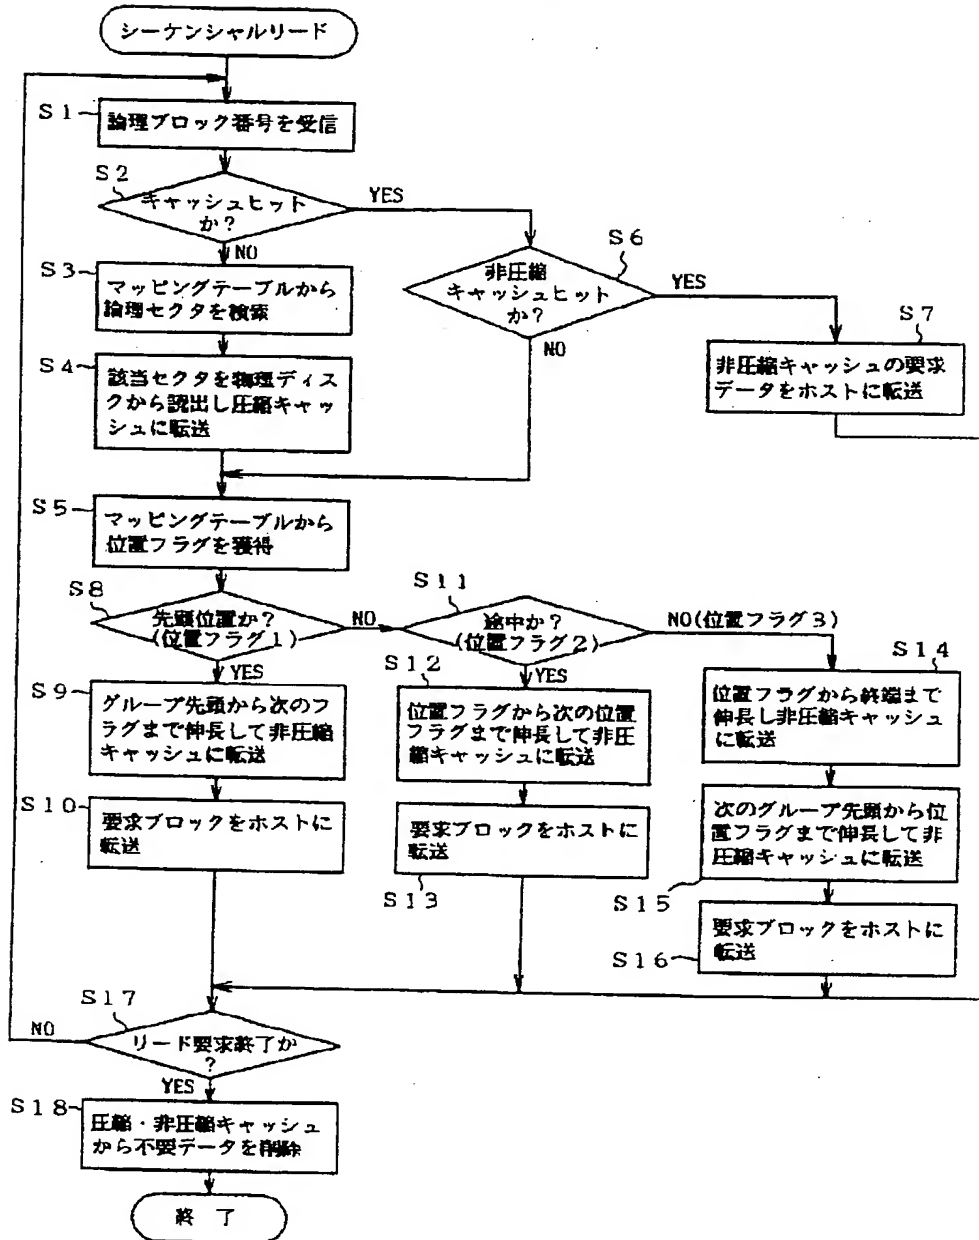 シーケンシャルリード
S1
論理ブロック番号を受信
S2
キャッシュヒット
か?
YES
NO
S3
マッピングテーブルから
論理セクタを検索
S4
該当セクタを物理ディス
クから読出し圧縮キャッ
シュに転送
S6
非圧縮
キャッシュヒット
か?
YES
NO
S7
非圧縮キャッシュの要求
データをホストに転送
S5
マッピングテーブルから
位置フラグを獲得
S8
先頭位置か?
(位置フラグ1)
NO
YES
S11
途中か?
(位置フラグ2)
NO(位置フラグ3)
YES
S9
グループ先頭から次のフ
ラグまで伸長して非圧縮
キャッシュに転送
S10
要求ブロックをホストに
転送
S12
位置フラグから次の位置
フラグまで伸長して非圧
縮キャッシュに転送
要求ブロックをホストに
転送
S13
S14
位置フラグから終端まで
伸長し非圧縮キャッシュ
に転送
次のグループ先頭から位
置フラグまで伸長して非
圧縮キャッシュに転送
S15
要求ブロックをホストに
転送
S16
S17
リード要求終了か
?
NO
YES
S18
圧縮・非圧縮キャッシュ
から不要データを削除
終 了